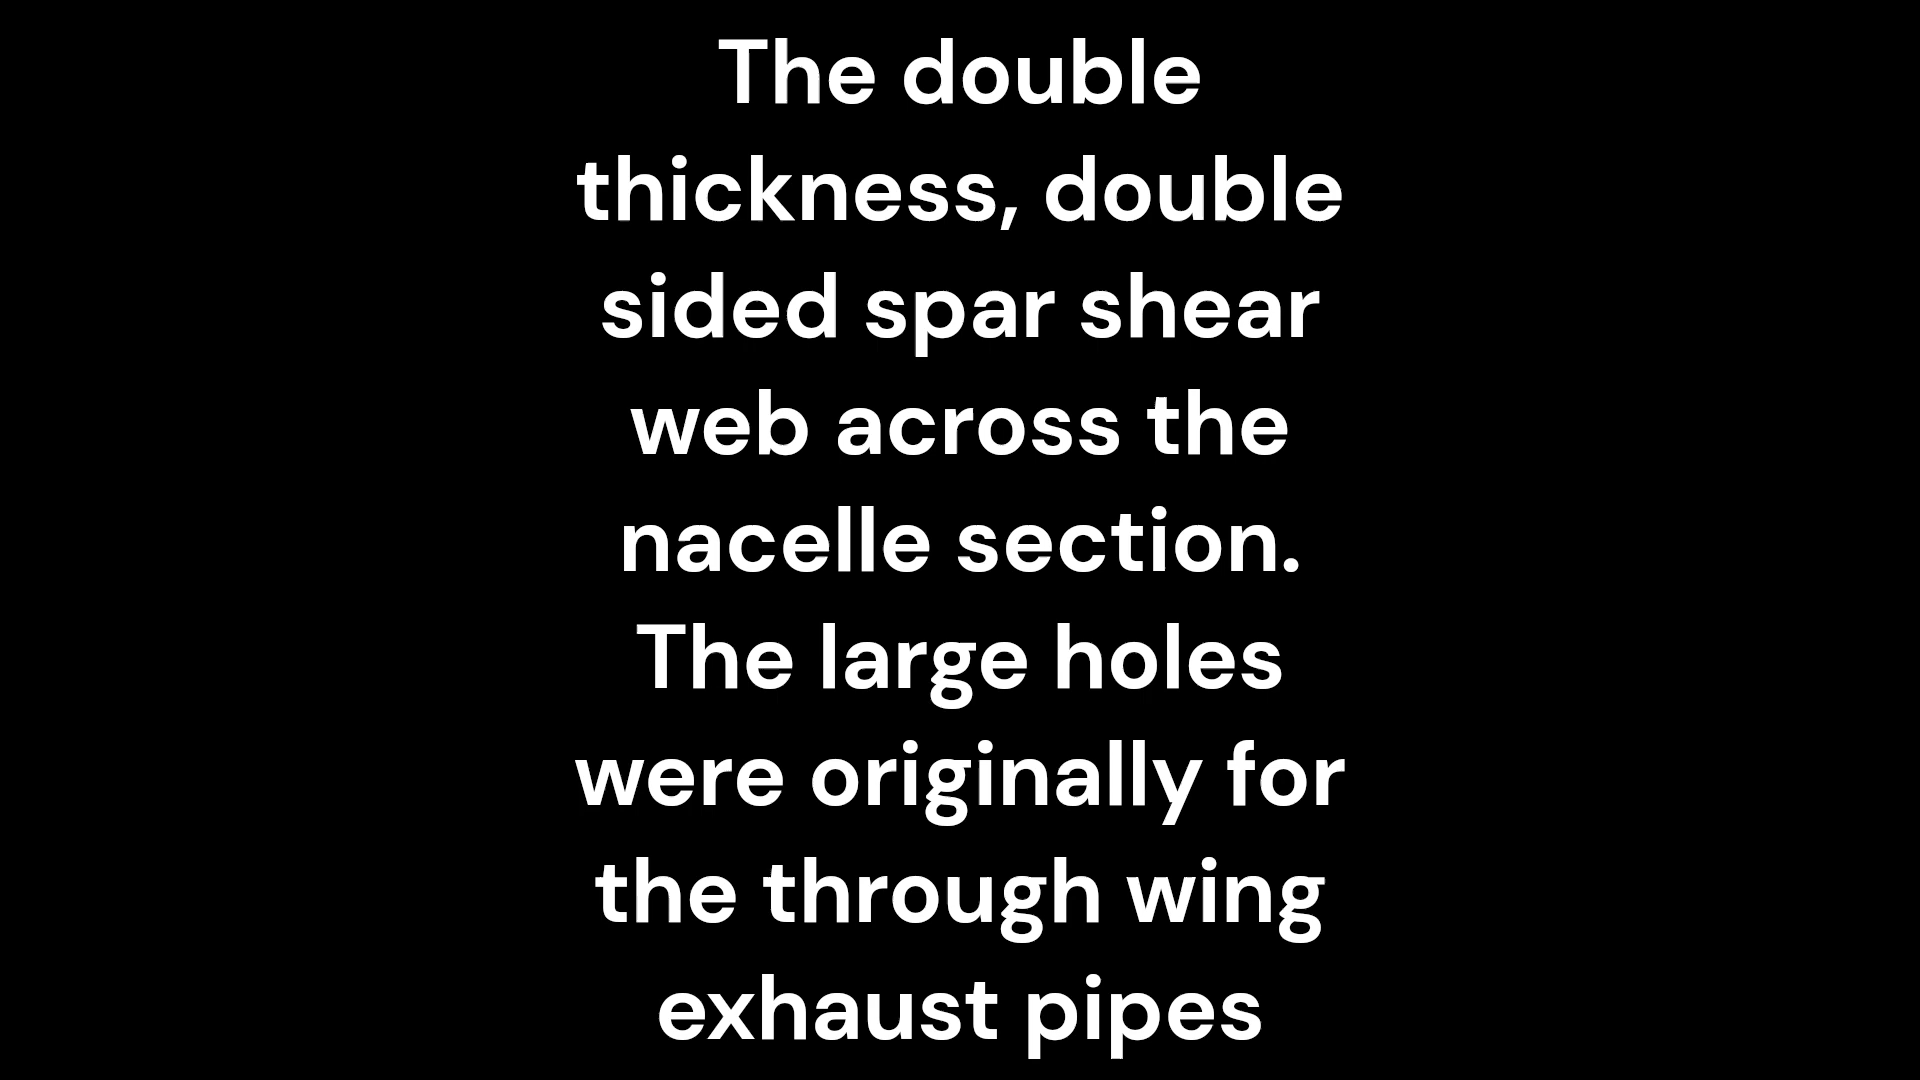 The double
thickness, double
sided spar shear
web across the
nacelle section.
The large holes
were originally for
the through wing
exhaust pipes